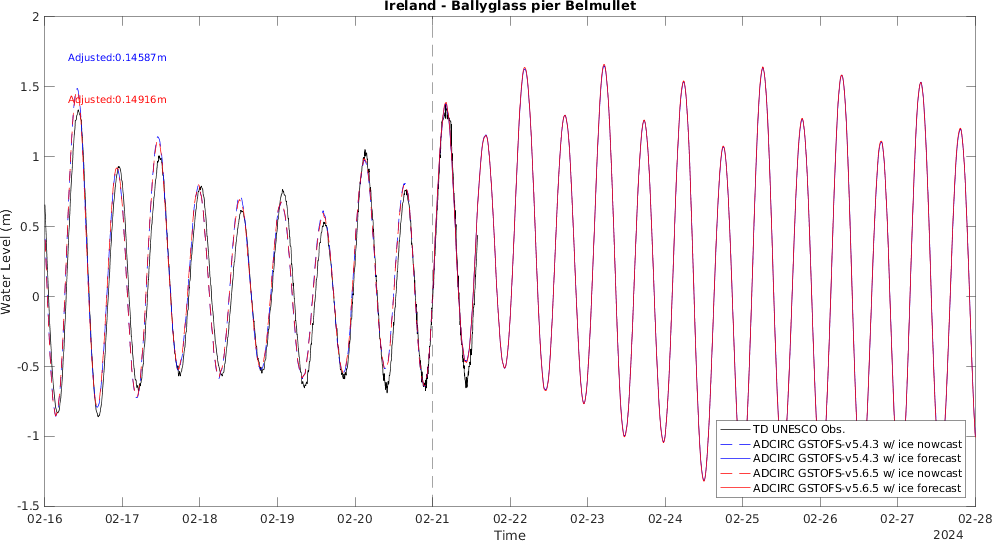 Ireland - Ballyglass pier Belmullet
Adjusted:0.14587m
Adjusted:0.14916m
Water Level (m)
2
1.5
1
0.5
0
-0.5
-1
-1.5
TD UNESCO Obs.
ADCIRC GSTOFS-v5.4.3 w/ ice nowcast
ADCIRC GSTOFS-v5.4.3 w/ ice forecast
ADCIRC GSTOFS-v5.6.5 w/ ice nowcast
ADCIRC GSTOFS-v5.6.5 w/ ice forecast
02-16 02-17 02-18 02-19 02-20 02-21 02-22 02-23 02-24 02-25 02-26 02-27 02-28
Time
2024